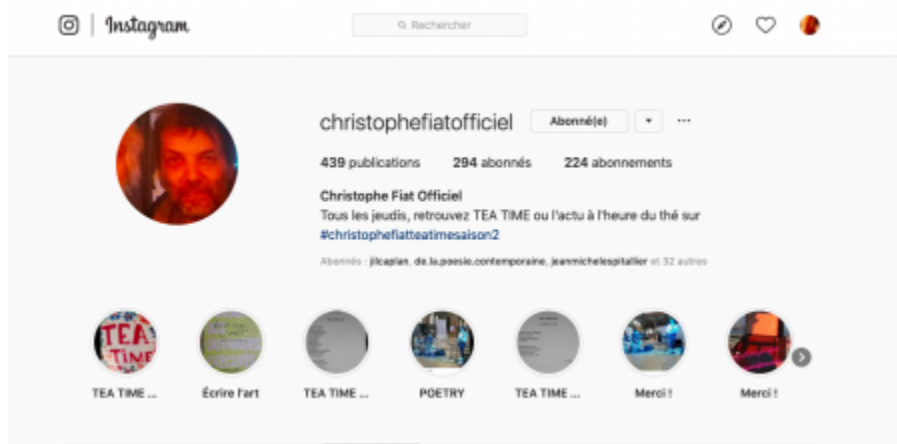 Instagram
Rechercher
christophefiatofficiel Abonné(e) ...
439 publications 294 abonnés 224 abonnements
Christophe Fiat Officiel
Tous les jeudis, retrouvez TEA TIME ou l'actu à l'heure du thé sur
#christophefiatteatimesaison2
Abonnés : jlcaplan, de.la.poesie.contemporaine, jeanmichelespitallier et 32 autres
TEA TIME
TEA TIME ... Écrire l'art TEA TIME ... POETRY TEA TIME ... Merci ! Merci !